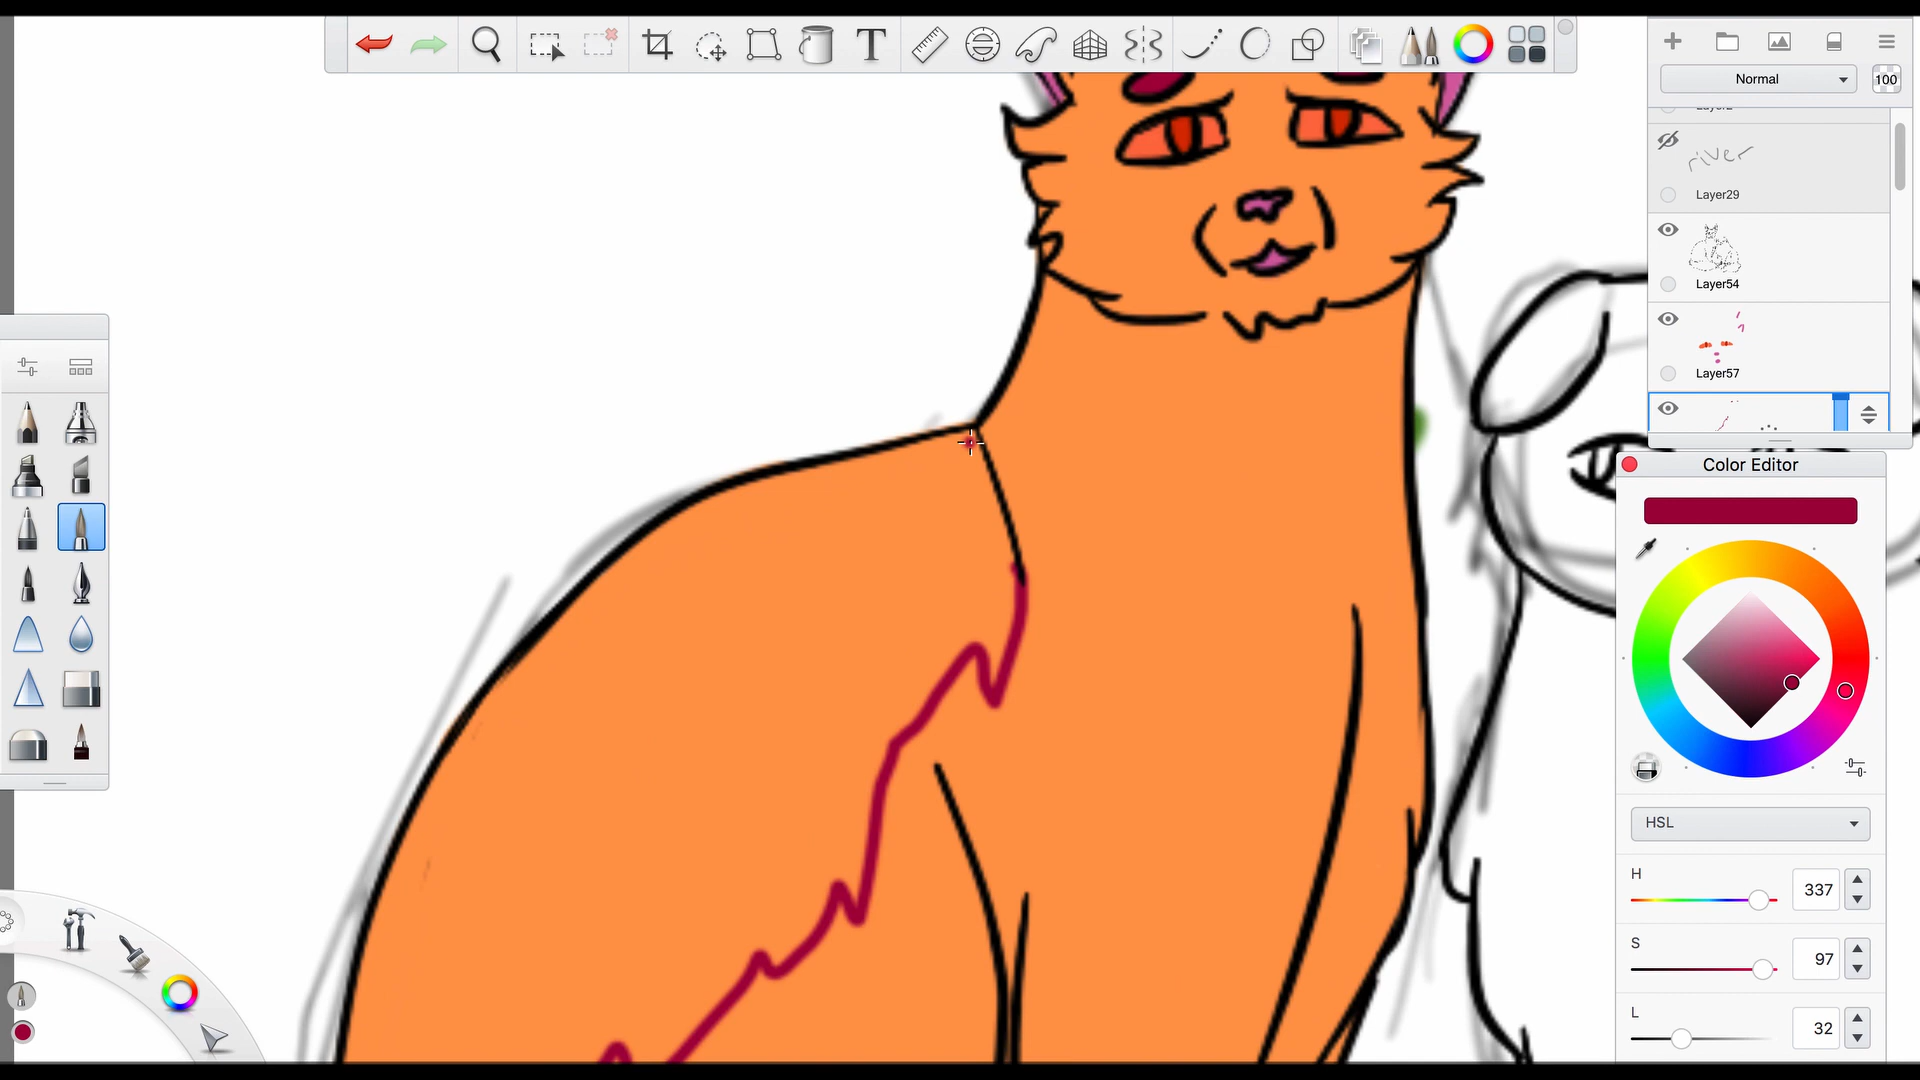 T
Normal
100
river
Layer29
Layer54
Layer57
Color Editor
HSL
H
337
S
97
L
32